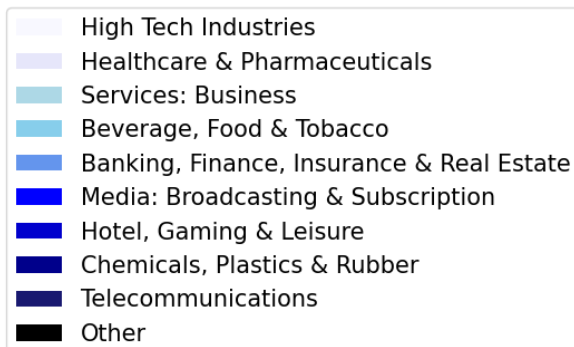 High Tech Industries
Healthcare & Pharmaceuticals
Services: Business
Beverage, Food & Tobacco
Banking, Finance, Insurance & Real Estate
Media: Broadcasting & Subscription
Hotel, Gaming & Leisure
Chemicals, Plastics & Rubber
Telecommunications
Other